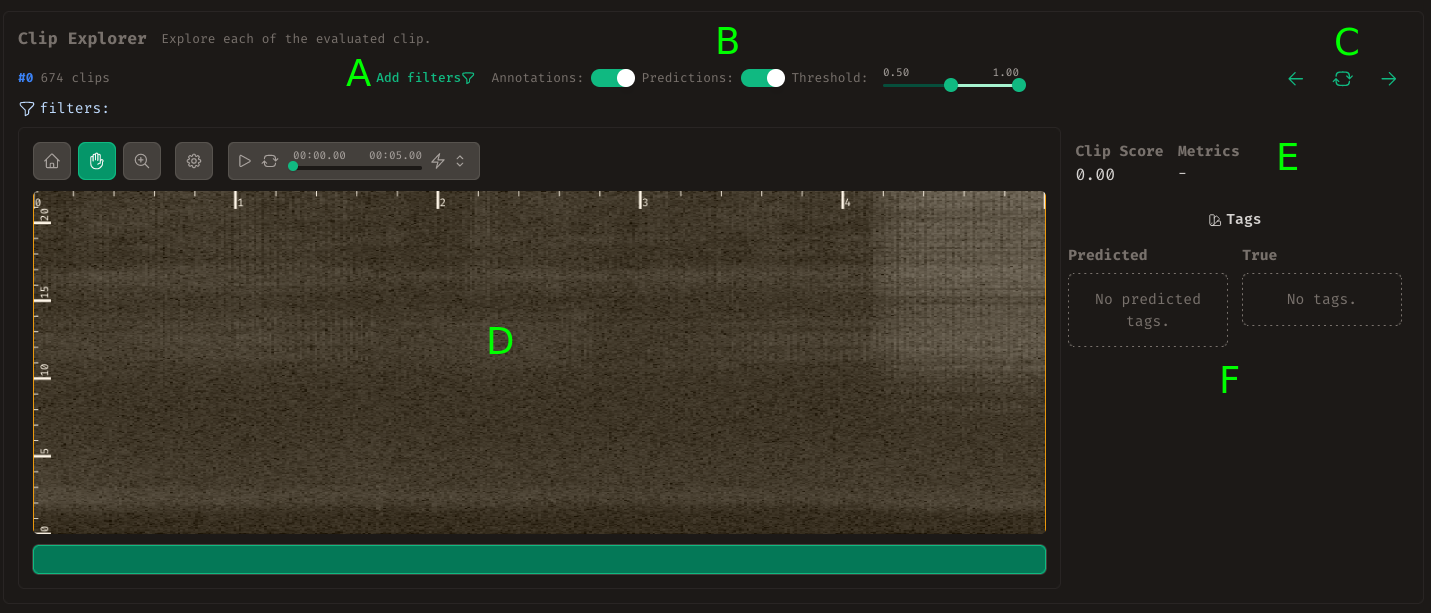 Clip Explorer Explore each of the evaluated clip.
B
C
#0 674 clips
A Add filters Annotations: Predictions: Threshold: 0.50 1.00
filters:
00:00.00 00:05.00
0 1 2 3 4
20
15
10
5
0
D
Clip Score Metrics
E
0.00 -
Tags
Predicted True
No predicted tags.
No tags.
F